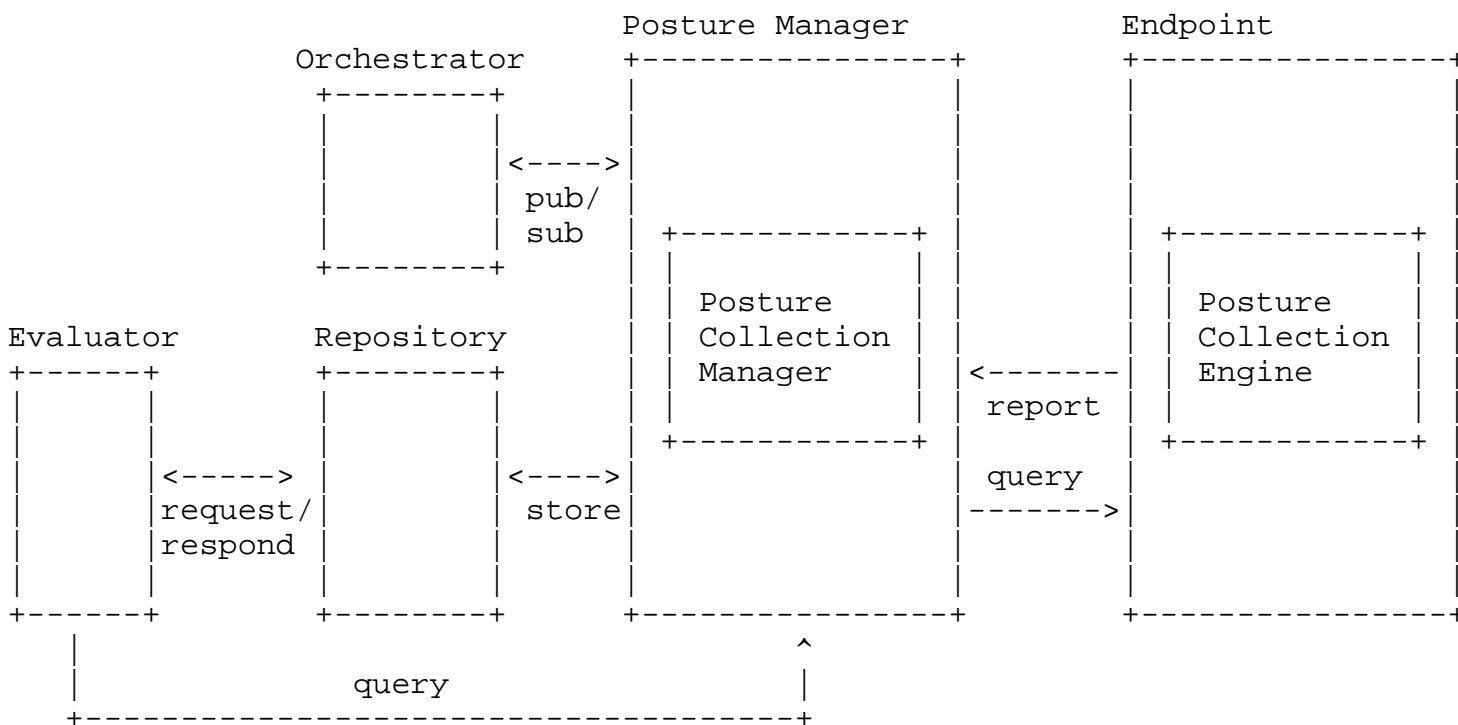 Posture Manager
Endpoint
Orchestrator
<---->
pub/
sub
Posture
Collection
Manager
Posture
Collection
Engine
Evaluator
Repository
<-------
report
<----->
request/
respond
<---->
store
query
------->
query